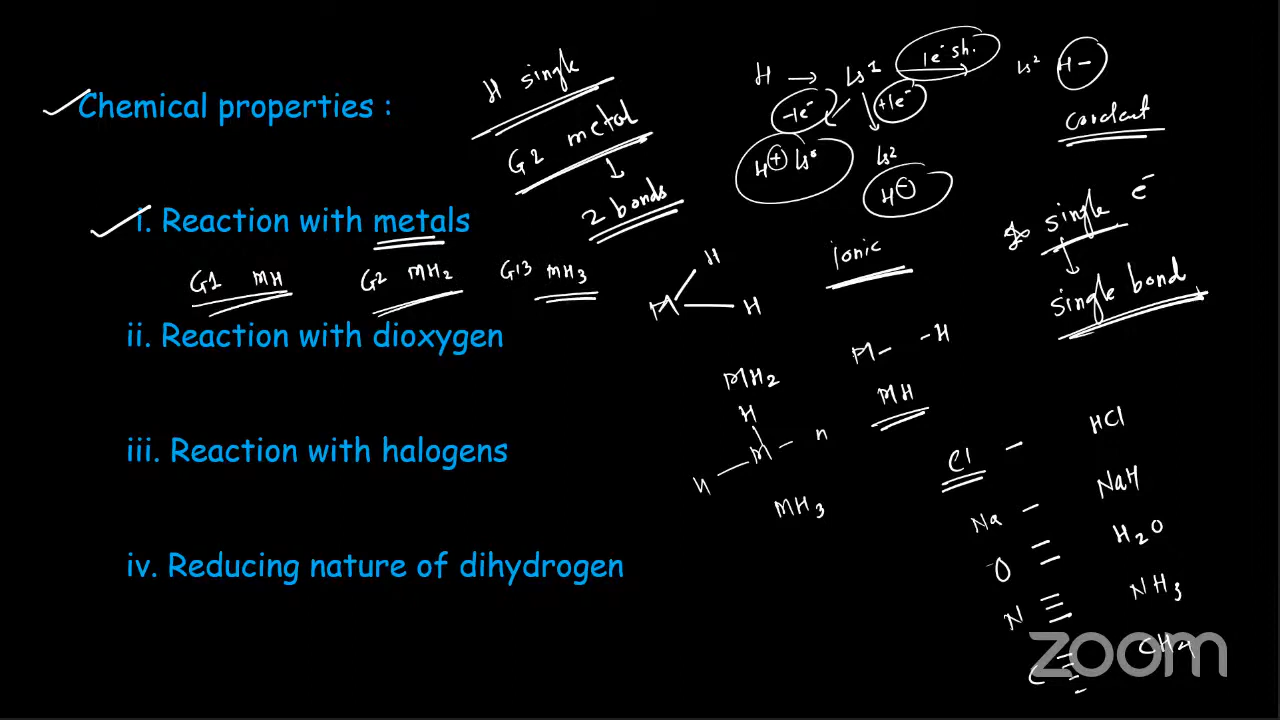 Chemical properties :
i. Reaction with metals
G1 MH G2 MH2 G13 MH3
ii. Reaction with dioxygen
iii. Reaction with halogens
iv. Reducing nature of dihydrogen
H single
G2 metal
↓
2 bonds
H → 1s1 1e- sh. 1s2 H-
-1e- +1e-
H+ 1s0 1s2
H-
covalent
ionic
single e-
↓
single bond
M H
H
MH2
M- -H
MH
H
M - n
H
MH3
Cl - HCl
Na - NaH
O = H2O
N ≡ NH3
C CH4
zoom